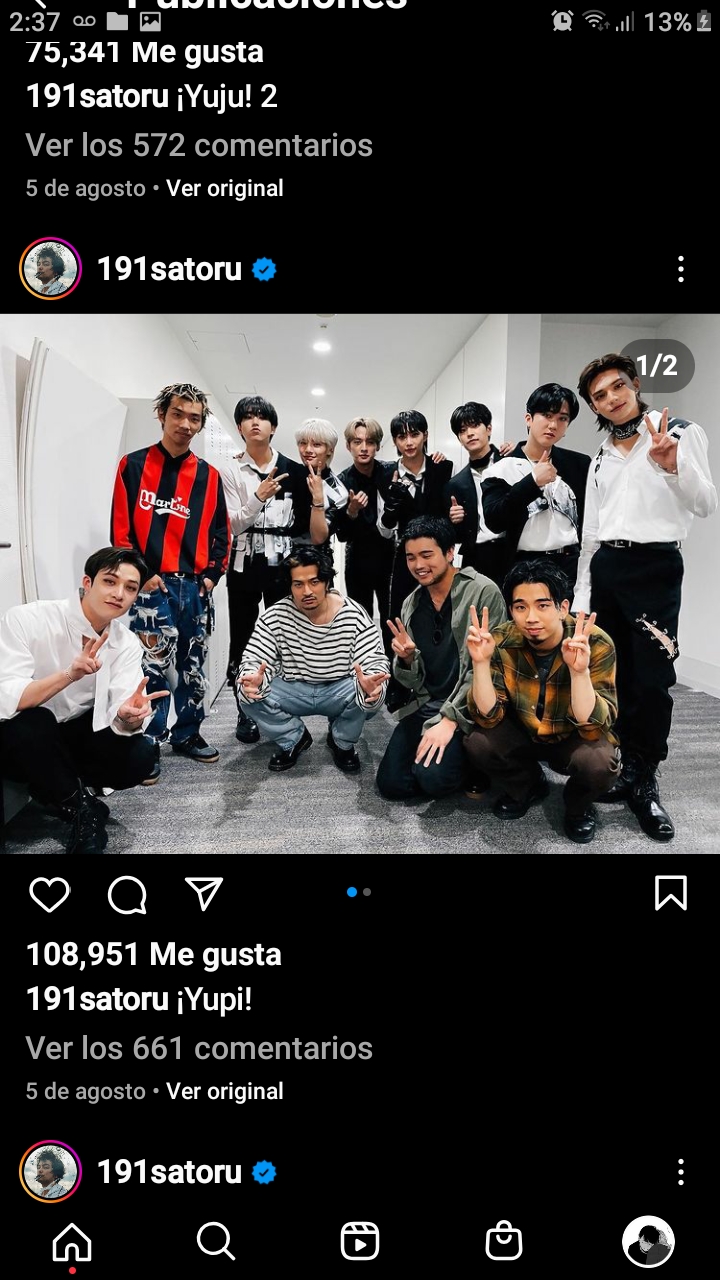 Publicaciones
2:37 13%
75,341 Me gusta
191satoru ¡Yuju! 2
Ver los 572 comentarios
5 de agosto • Ver original
191satoru
1/2
Martine
108,951 Me gusta
191satoru ¡Yupi!
Ver los 661 comentarios
5 de agosto • Ver original
191satoru